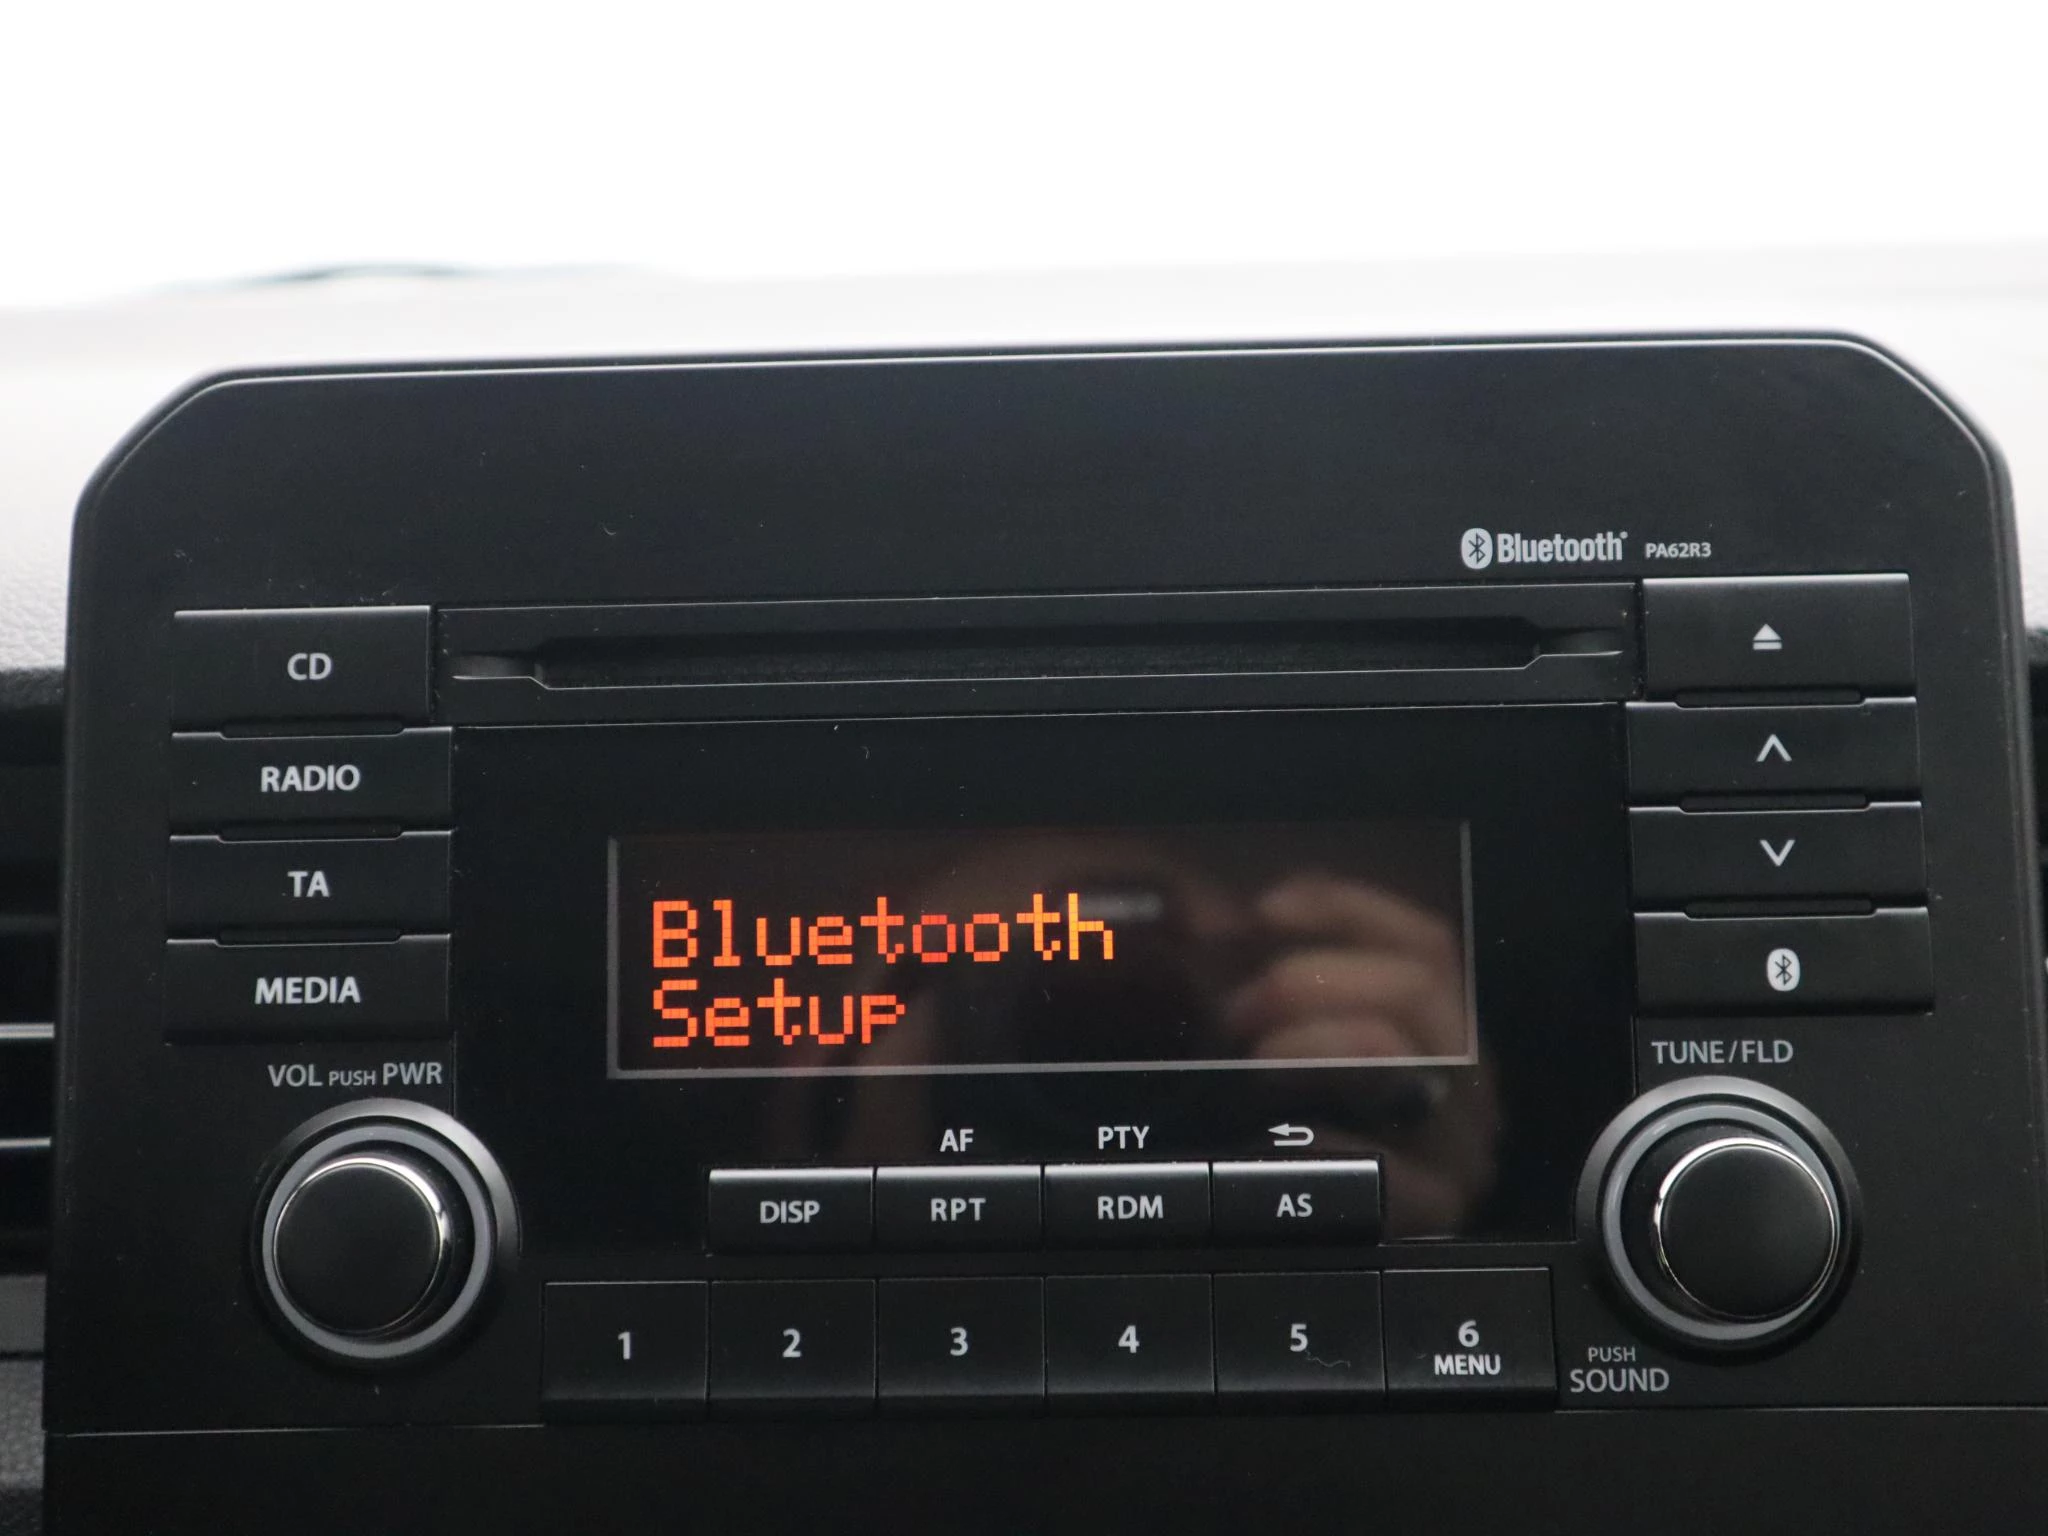 Bluetooth® PA62R3
CD
RADIO
TA
MEDIA
Bluetooth
Setup
VOL PUSH PWR
TUNE/FLD
AF PTY
DISP RPT RDM AS
1 2 3 4 5 6
MENU
PUSH
SOUND